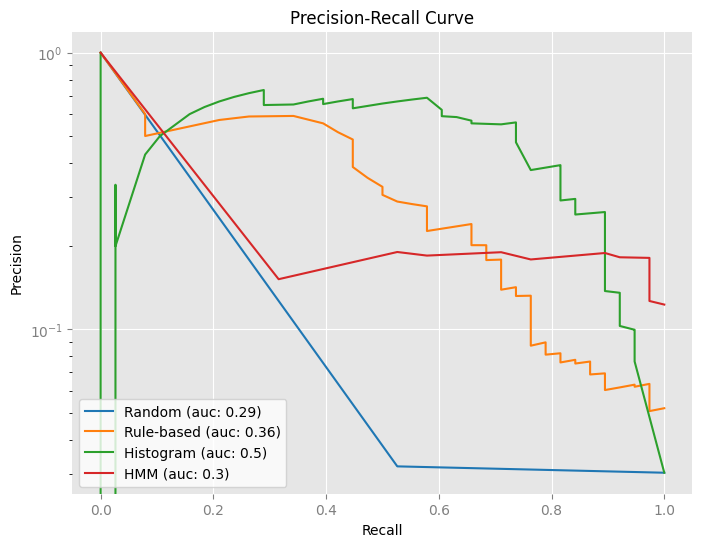 Precision-Recall Curve
Precision
10⁰
10⁻¹
Random (auc: 0.29)
Rule-based (auc: 0.36)
Histogram (auc: 0.5)
HMM (auc: 0.3)
0.0 0.2 0.4 0.6 0.8 1.0
Recall